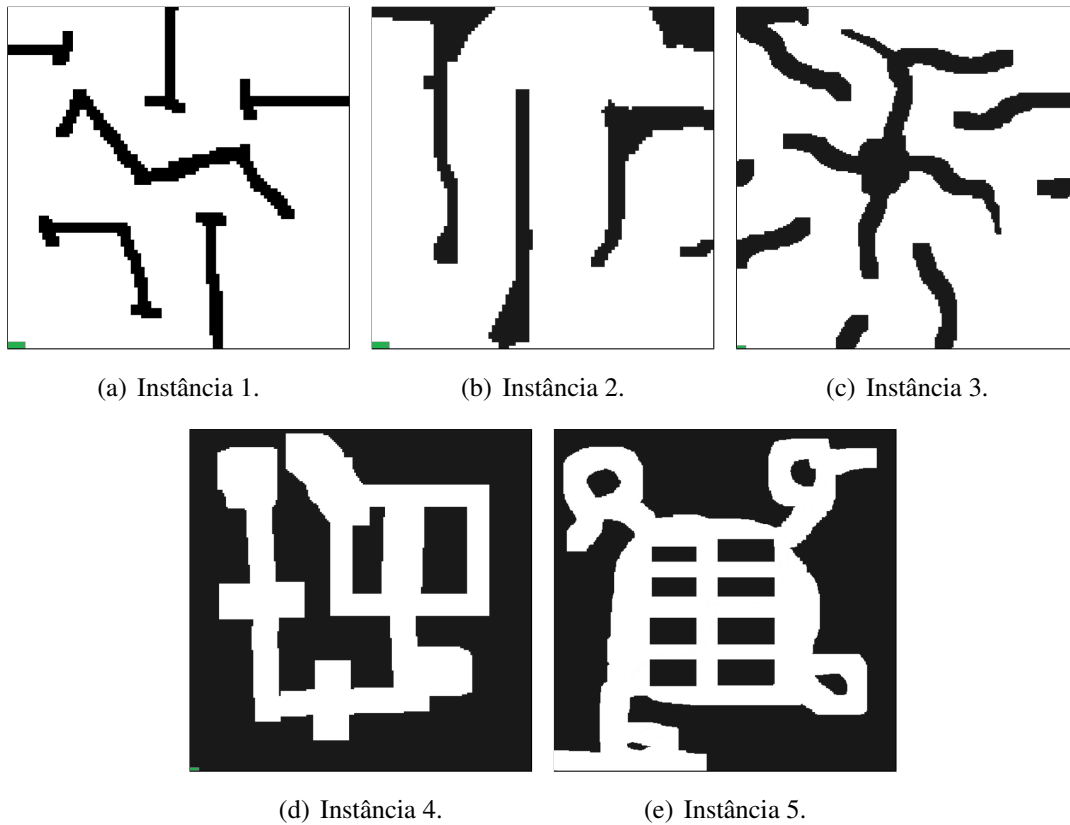 (a) Instância 1.
(b) Instância 2.
(c) Instância 3.
(d) Instância 4.
(e) Instância 5.